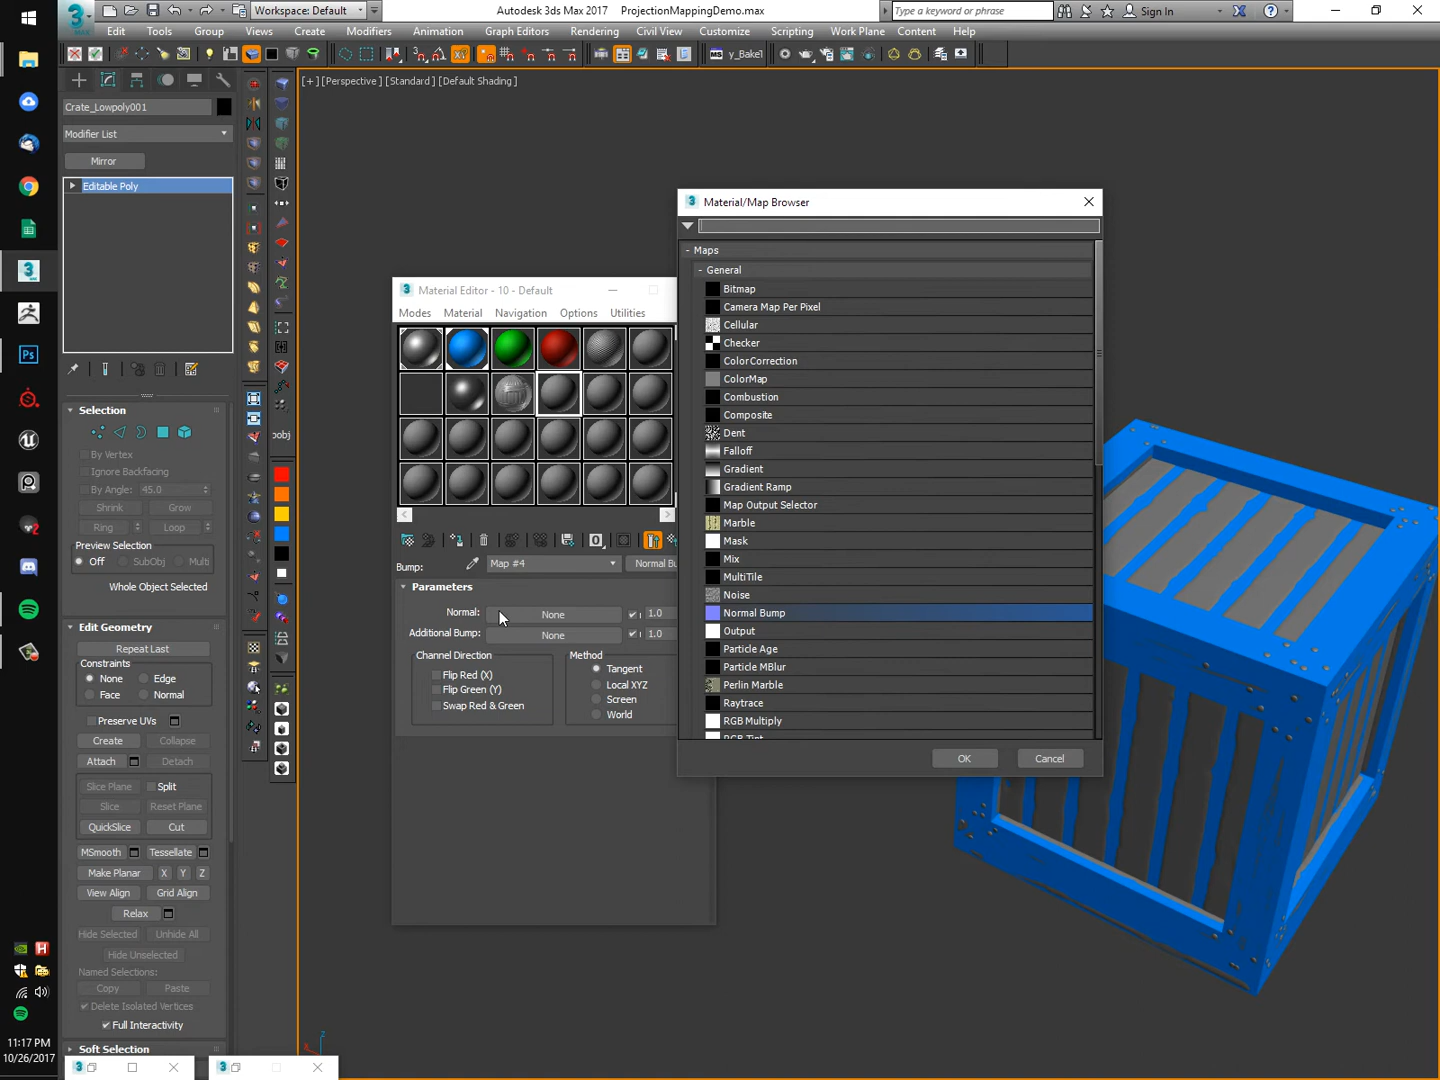 Workspace: Default
Autodesk 3ds Max 2017 ProjectionMappingDemo.max
Type a keyword or phrase
Sign In
Edit Tools Group Views Create Modifiers Animation Graph Editors Rendering Civil View Customize Scripting Work Plane Content Help
MS y_Bake1
[+] [Perspective ] [Standard ] [Default Shading ]
Crate_Lowpoly001
Modifier List
Mirror
Editable Poly
Selection
By Vertex
Ignore Backfacing
By Angle: 45.0
Shrink Grow
Ring Loop
Preview Selection
Off SubObj Multi
Whole Object Selected
Edit Geometry
Repeat Last
Constraints
None Edge
Face Normal
Preserve UVs
Create Collapse
Attach Detach
Slice Plane Split
Slice Reset Plane
QuickSlice Cut
MSmooth Tessellate
Make Planar X Y Z
View Align Grid Align
Relax
Hide Selected Unhide All
Hide Unselected
Named Selections:
Copy Paste
Delete Isolated Vertices
Full Interactivity
Soft Selection
11:17 PM
10/26/2017
Material Editor - 10 - Default
Modes Material Navigation Options Utilities
Bump: Map #4 Normal Bu
Parameters
Normal: None 1.0
Additional Bump: None 1.0
Channel Direction
Flip Red (X)
Flip Green (Y)
Swap Red & Green
Method
Tangent
Local XYZ
Screen
World
Material/Map Browser
- Maps
- General
Bitmap
Camera Map Per Pixel
Cellular
Checker
ColorCorrection
ColorMap
Combustion
Composite
Dent
Falloff
Gradient
Gradient Ramp
Map Output Selector
Marble
Mask
Mix
MultiTile
Noise
Normal Bump
Output
Particle Age
Particle MBlur
Perlin Marble
Raytrace
RGB Multiply
RGB Tint
OK Cancel